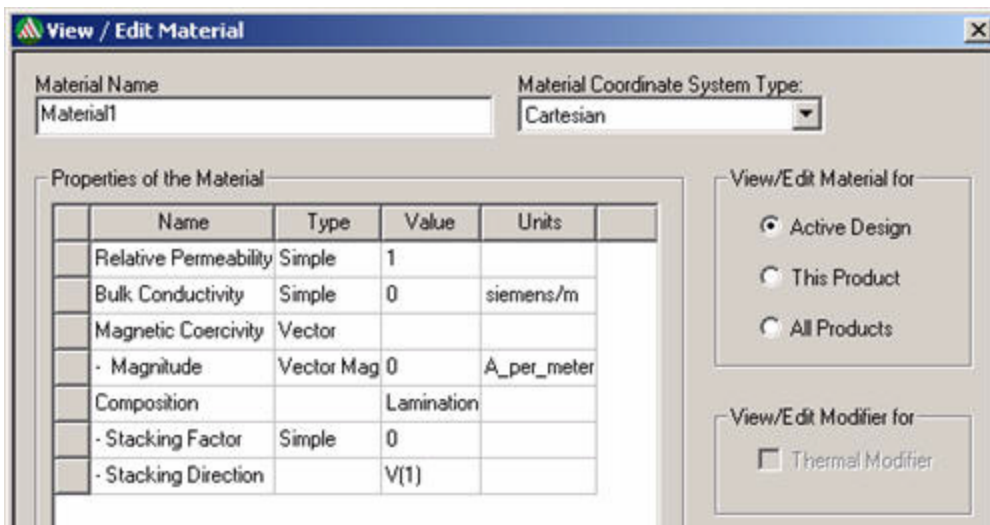 View / Edit Material
Material Name
Material Coordinate System Type:
Material1
Cartesian
Properties of the Material
View/Edit Material for
Name Type Value Units
Active Design
Relative Permeability Simple 1
Bulk Conductivity Simple 0 siemens/m
This Product
Magnetic Coercivity Vector
All Products
- Magnitude Vector Mag 0 A_per_meter
Composition Lamination
View/Edit Modifier for
- Stacking Factor Simple 0
Thermal Modifier
- Stacking Direction V(1)